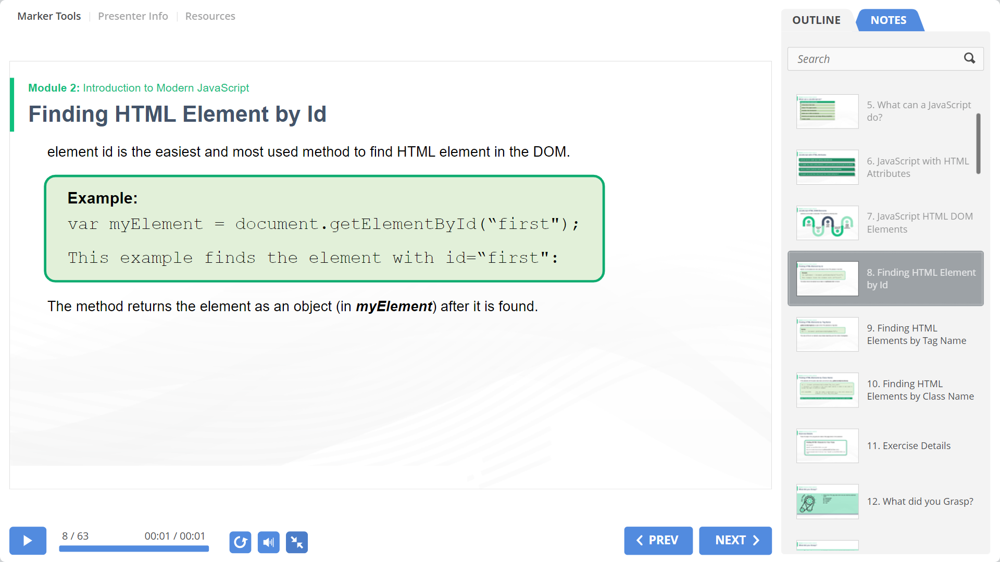 Marker Tools
Presenter Info
Resources
OUTLINE
NOTES
Search
Module 2: Introduction to Modern JavaScript
Finding HTML Element by Id
element id is the easiest and most used method to find HTML element in the DOM.
Example:
var myElement = document.getElementById(“first");
This example finds the element with id=“first":
The method returns the element as an object (in myElement) after it is found.
5. What can a JavaScript
do?
6. JavaScript with HTML
Attributes
7. JavaScript HTML DOM
Elements
8. Finding HTML Element
by Id
9. Finding HTML
Elements by Tag Name
10. Finding HTML
Elements by Class Name
11. Exercise Details
12. What did you Grasp?
8 / 63
00:01 / 00:01
PREV
NEXT